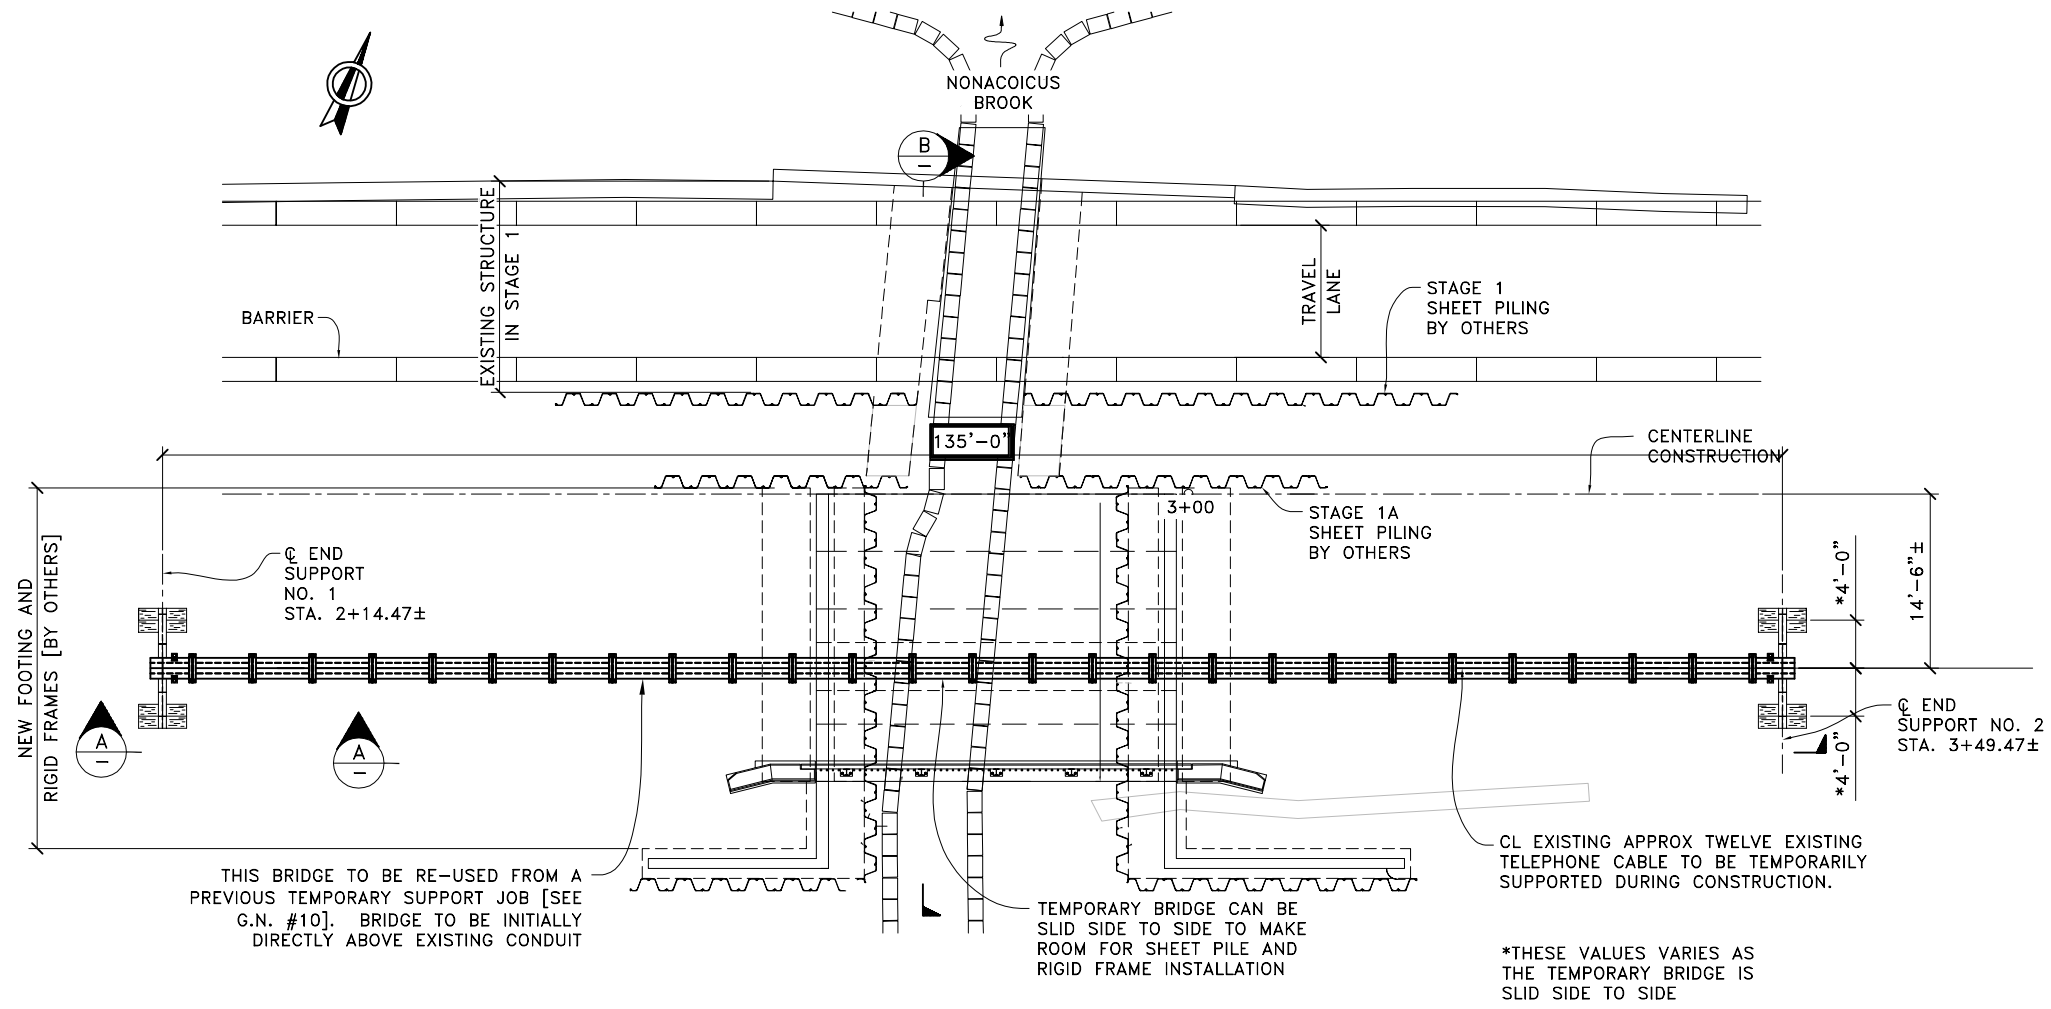 NONACOICUS
BROOK
B
–
EXISTING STRUCTURE
IN STAGE 1
TRAVEL
LANE
BARRIER
STAGE 1
SHEET PILING
BY OTHERS
135'-0"
CENTERLINE
CONSTRUCTION
3+00
STAGE 1A
SHEET PILING
BY OTHERS
NEW FOOTING AND
RIGID FRAMES [BY OTHERS]
℄ END
SUPPORT
NO. 1
STA. 2+14.47±
*4'-0"
14'-6"±
*4'-0"
℄ END
SUPPORT NO. 2
STA. 3+49.47±
A
–
A
–
THIS BRIDGE TO BE RE-USED FROM A
PREVIOUS TEMPORARY SUPPORT JOB [SEE
G.N. #10]. BRIDGE TO BE INITIALLY
DIRECTLY ABOVE EXISTING CONDUIT
TEMPORARY BRIDGE CAN BE
SLID SIDE TO SIDE TO MAKE
ROOM FOR SHEET PILE AND
RIGID FRAME INSTALLATION
CL EXISTING APPROX TWELVE EXISTING
TELEPHONE CABLE TO BE TEMPORARILY
SUPPORTED DURING CONSTRUCTION.
*THESE VALUES VARIES AS
THE TEMPORARY BRIDGE IS
SLID SIDE TO SIDE